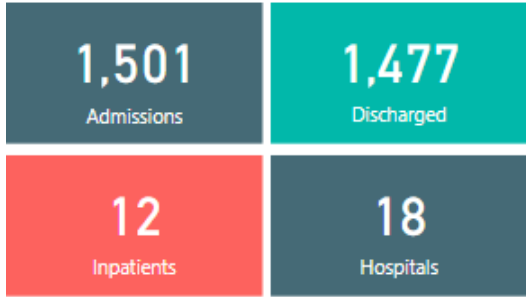 1,501
Admissions
1,477
Discharged
12
Inpatients
18
Hospitals